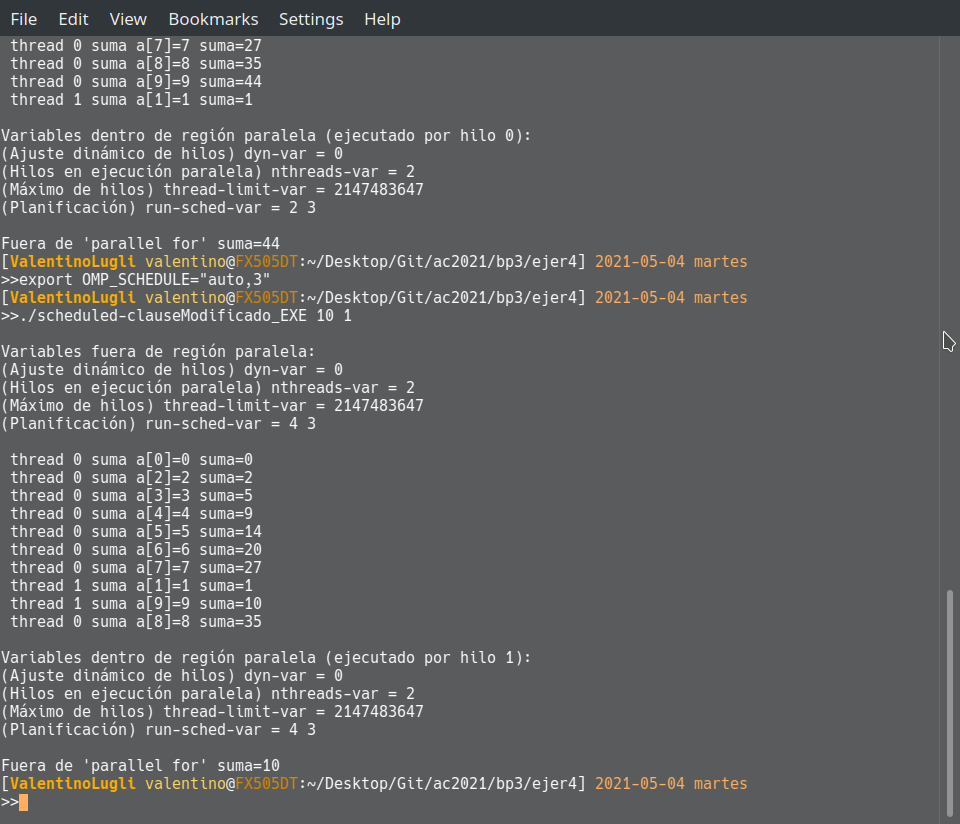 File Edit View Bookmarks Settings Help
thread 0 suma a[7]=7 suma=27
thread 0 suma a[8]=8 suma=35
thread 0 suma a[9]=9 suma=44
thread 1 suma a[1]=1 suma=1
Variables dentro de región paralela (ejecutado por hilo 0):
(Ajuste dinámico de hilos) dyn-var = 0
(Hilos en ejecución paralela) nthreads-var = 2
(Máximo de hilos) thread-limit-var = 2147483647
(Planificación) run-sched-var = 2 3
Fuera de 'parallel for' suma=44
[ValentinoLugli valentino@FX505DT:~/Desktop/Git/ac2021/bp3/ejer4] 2021-05-04 martes
>>export OMP_SCHEDULE="auto,3"
[ValentinoLugli valentino@FX505DT:~/Desktop/Git/ac2021/bp3/ejer4] 2021-05-04 martes
>>./scheduled-clauseModificado_EXE 10 1
Variables fuera de región paralela:
(Ajuste dinámico de hilos) dyn-var = 0
(Hilos en ejecución paralela) nthreads-var = 2
(Máximo de hilos) thread-limit-var = 2147483647
(Planificación) run-sched-var = 4 3
thread 0 suma a[0]=0 suma=0
thread 0 suma a[2]=2 suma=2
thread 0 suma a[3]=3 suma=5
thread 0 suma a[4]=4 suma=9
thread 0 suma a[5]=5 suma=14
thread 0 suma a[6]=6 suma=20
thread 0 suma a[7]=7 suma=27
thread 1 suma a[1]=1 suma=1
thread 1 suma a[9]=9 suma=10
thread 0 suma a[8]=8 suma=35
Variables dentro de región paralela (ejecutado por hilo 1):
(Ajuste dinámico de hilos) dyn-var = 0
(Hilos en ejecución paralela) nthreads-var = 2
(Máximo de hilos) thread-limit-var = 2147483647
(Planificación) run-sched-var = 4 3
Fuera de 'parallel for' suma=10
[ValentinoLugli valentino@FX505DT:~/Desktop/Git/ac2021/bp3/ejer4] 2021-05-04 martes
>>